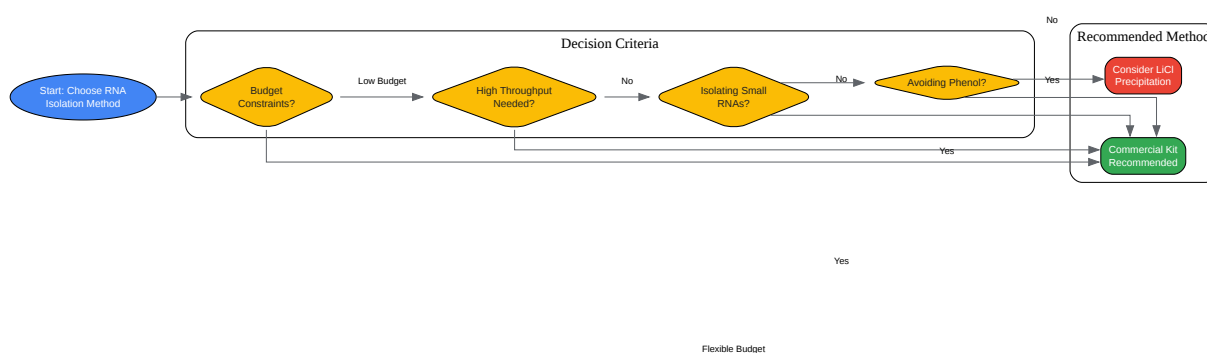 No
Decision Criteria
Recommended Method
Start: Choose RNA
Isolation Method
Budget
Constraints?
Low Budget
High Throughput
Needed?
No
Isolating Small
RNAs?
No
Avoiding Phenol?
Yes
Consider LiCl
Precipitation
Yes
Commercial Kit
Recommended
Yes
Flexible Budget